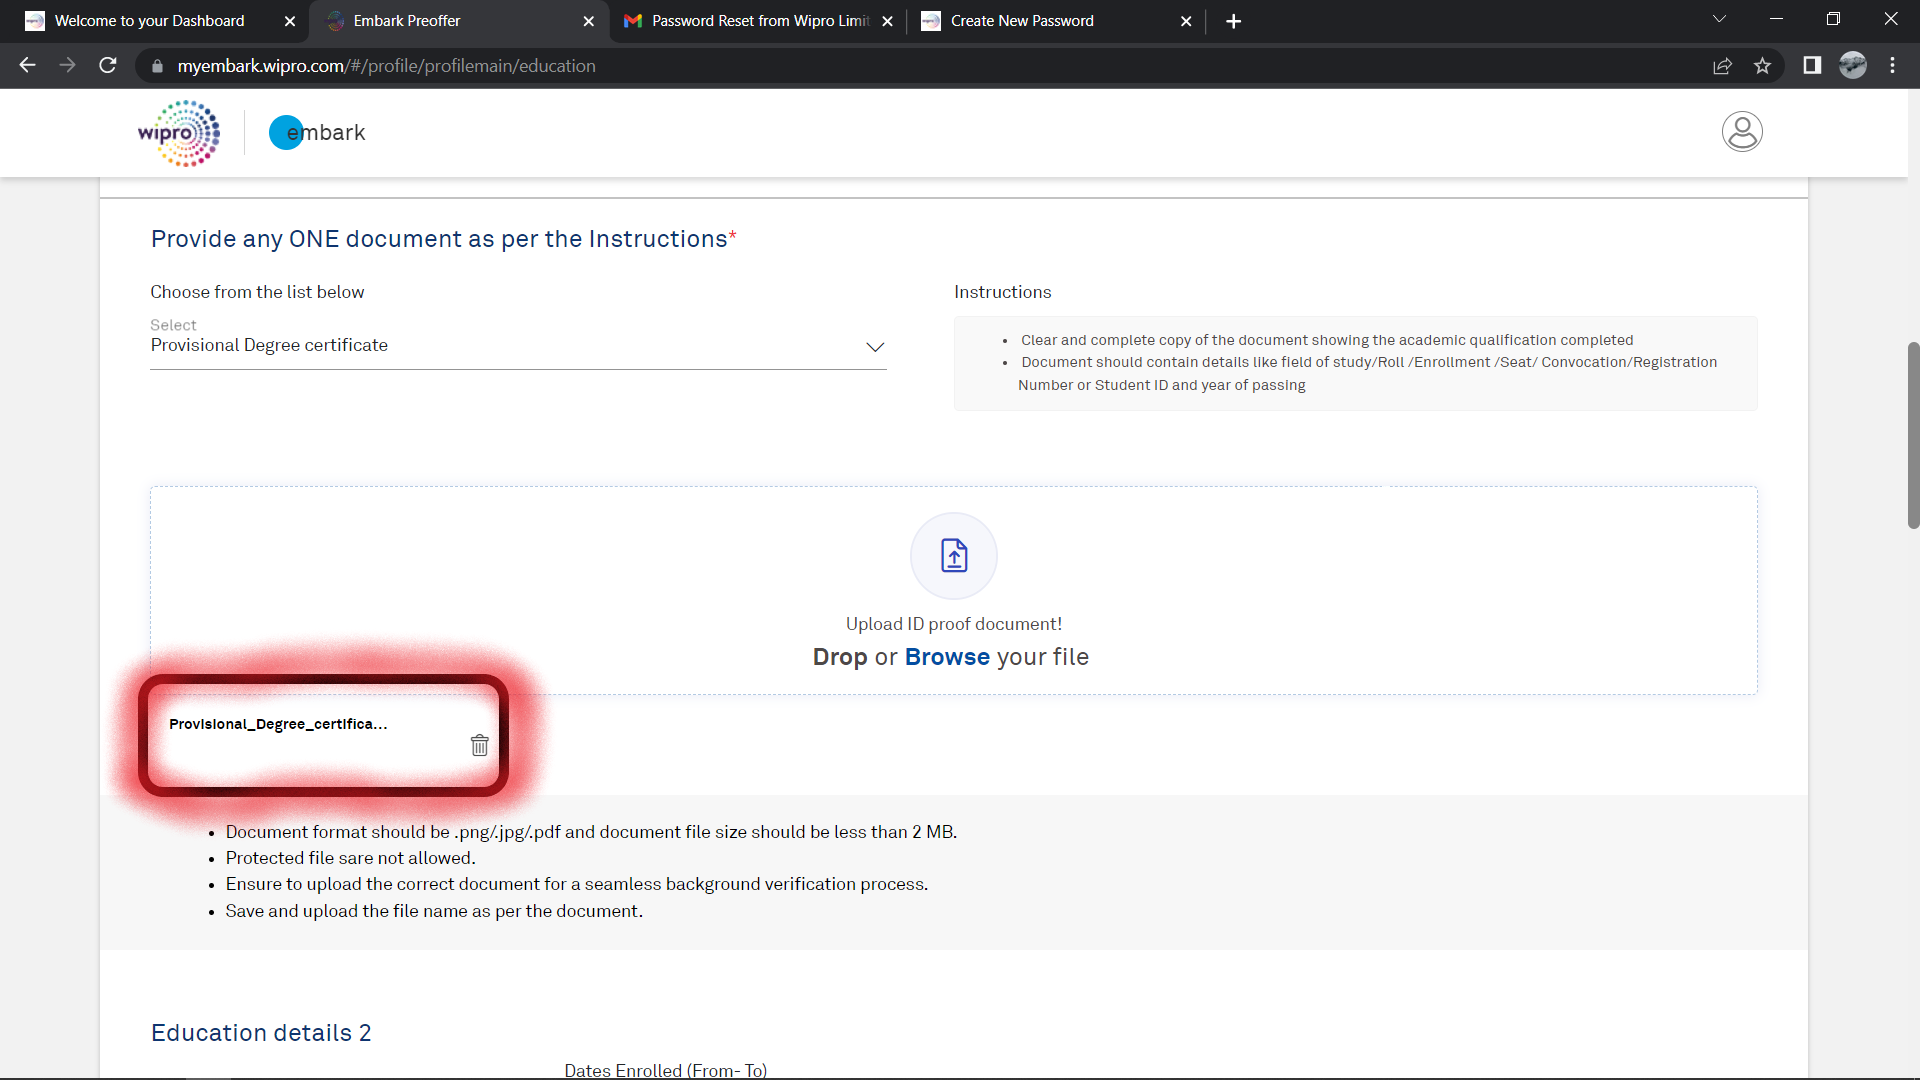 Welcome to your Dashboard
Embark Preoffer
Password Reset from Wipro Limit
Create New Password
myembark.wipro.com/#/profile/profilemain/education
wipro
embark
Provide any ONE document as per the Instructions*
Choose from the list below
Select
Provisional Degree certificate
Instructions
• Clear and complete copy of the document showing the academic qualification completed
• Document should contain details like field of study/Roll /Enrollment /Seat/ Convocation/Registration
Number or Student ID and year of passing
Upload ID proof document!
Drop or Browse your file
Provisional_Degree_certifica...
• Document format should be .png/.jpg/.pdf and document file size should be less than 2 MB.
• Protected file sare not allowed.
• Ensure to upload the correct document for a seamless background verification process.
• Save and upload the file name as per the document.
Education details 2
Dates Enrolled (From- To)